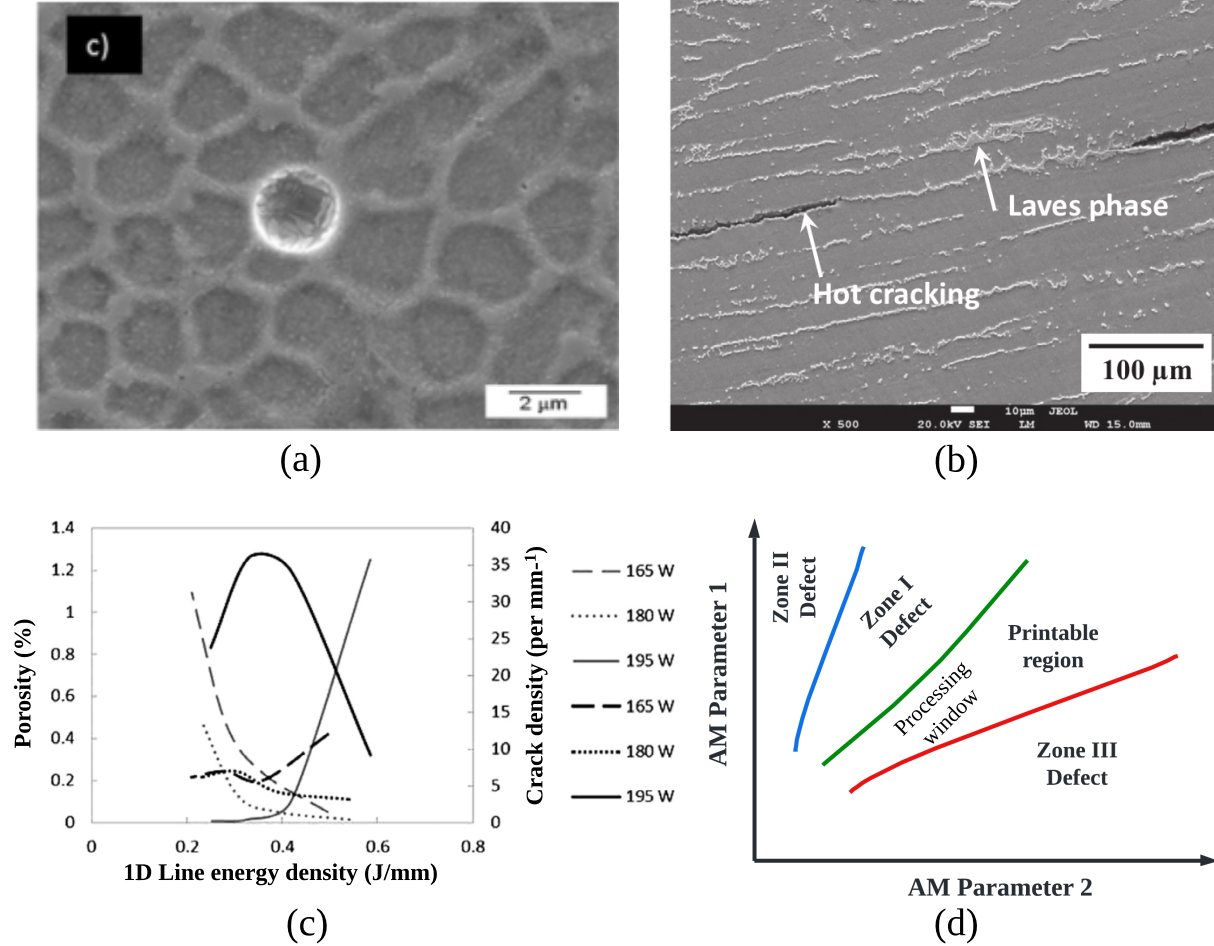 c)
2 μm
(a)
Laves phase
Hot cracking
100 μm
10μm JEOL
X 500 20.0kV SEI LM WD 15.0mm
(b)
1.4
1.2
1
0.8
0.6
0.4
0.2
0
Porosity (%)
40
35
30
25
20
15
10
5
0
Crack density (per mm-1)
0 0.2 0.4 0.6 0.8
1D Line energy density (J/mm)
165 W
180 W
195 W
165 W
180 W
195 W
(c)
AM Parameter 1
Zone II
Defect
Zone I
Defect
Printable
region
Processing
window
Zone III
Defect
AM Parameter 2
(d)